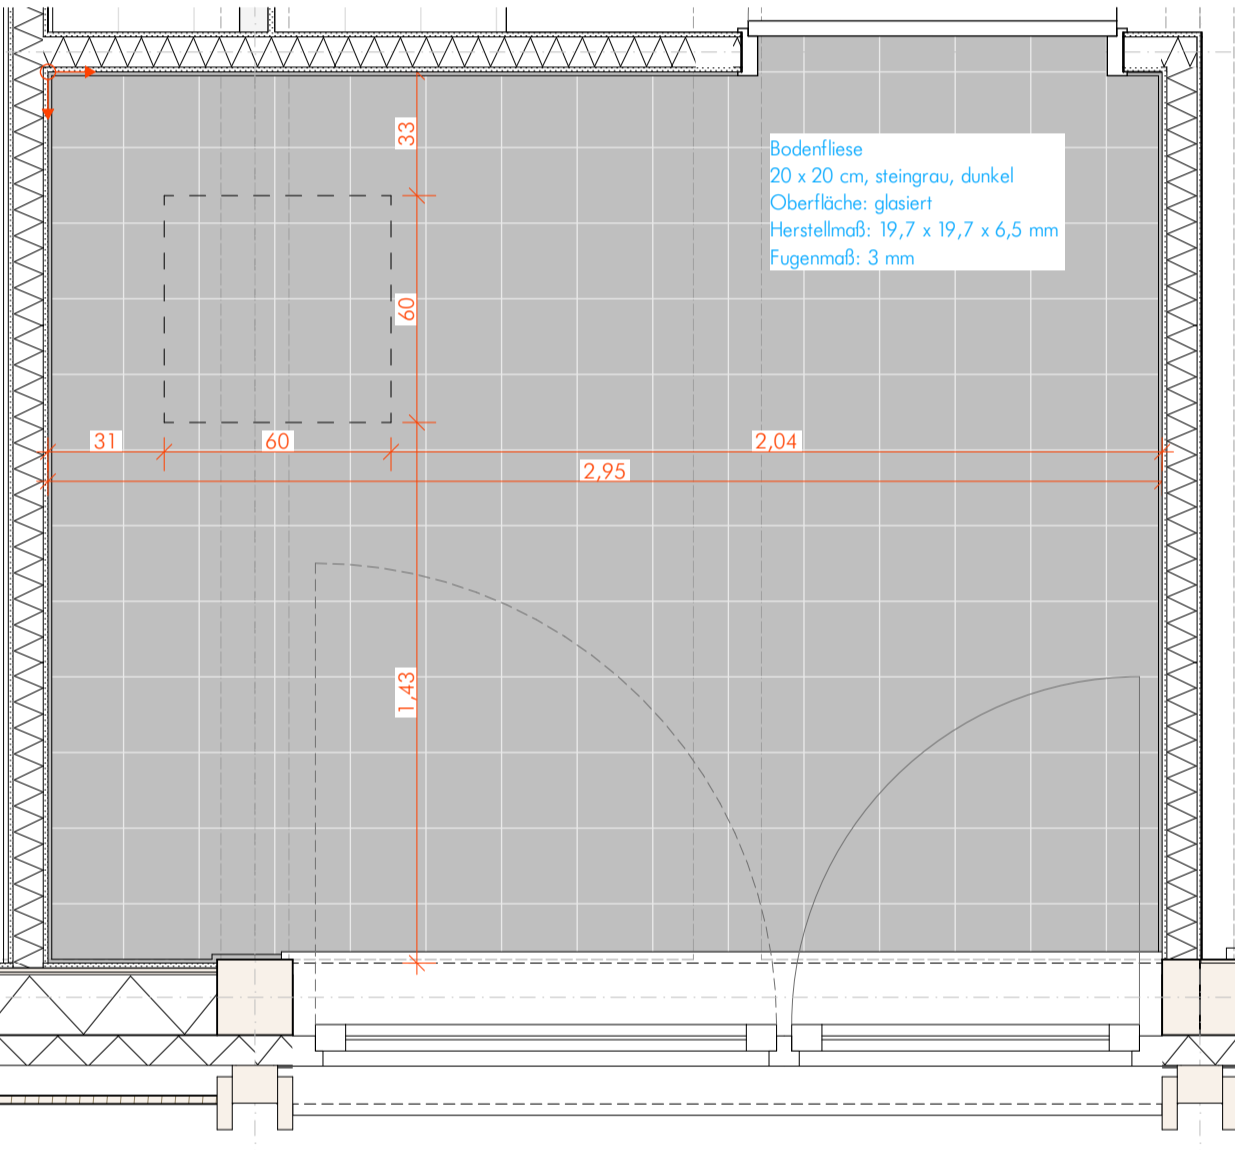 33
Bodenfliese
20 x 20 cm, steingrau, dunkel
Oberfläche: glasiert
Herstellmaß: 19,7 x 19,7 x 6,5 mm
Fugenmaß: 3 mm
60
31
60
2,04
2,95
1,43